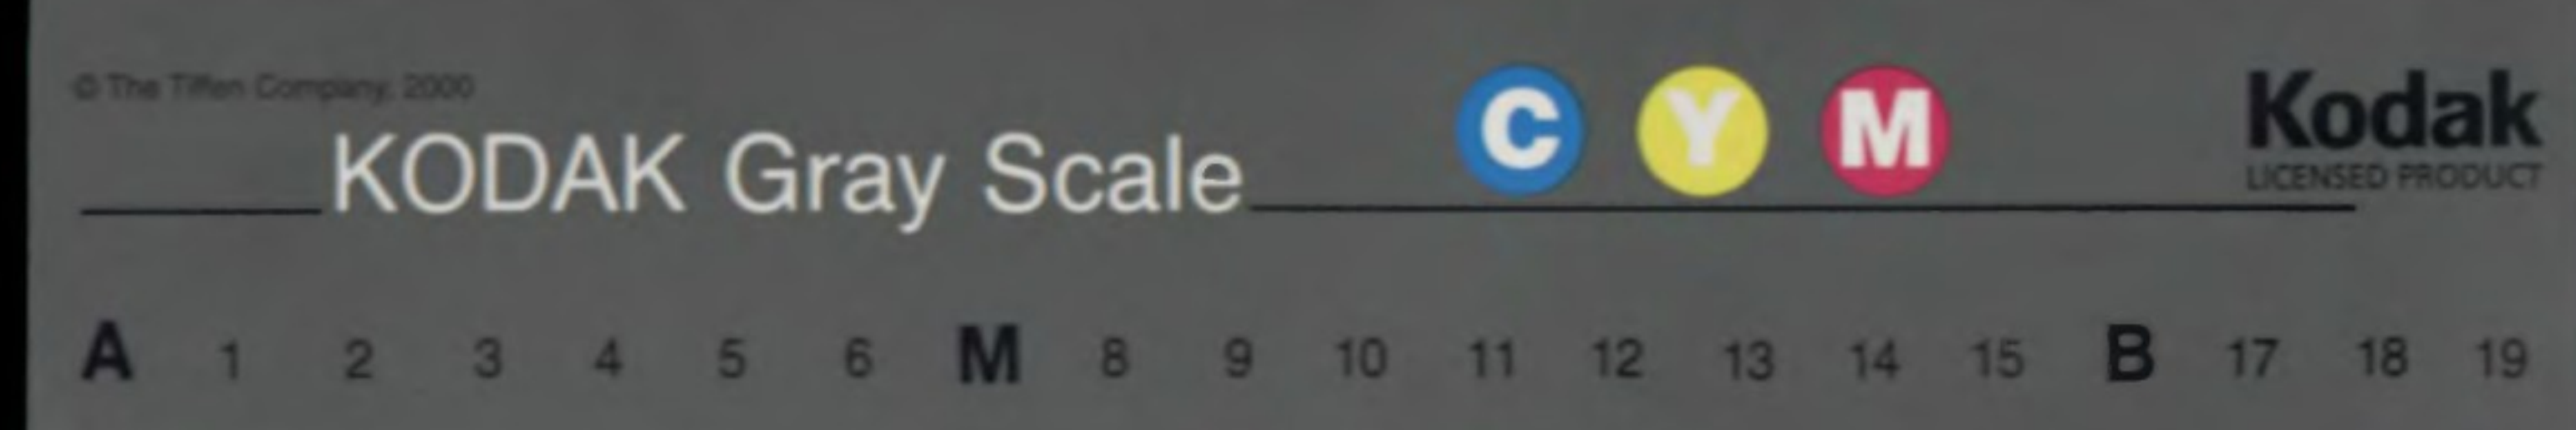 © The Tiffen Company, 2000
KODAK Gray Scale
C Y M
Kodak
LICENSED PRODUCT
A 1 2 3 4 5 6 M 8 9 10 11 12 13 14 15 B 17 18 19